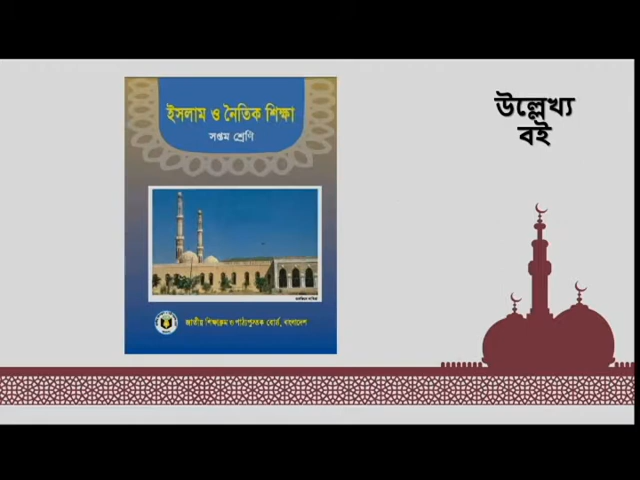 ইসলাম ও নৈতিক শিক্ষা
সপ্তম শ্রেণি
জাতীয় শিক্ষাক্রম ও পাঠ্যপুস্তক বোর্ড, বাংলাদেশ
উল্লেখ্য
বই